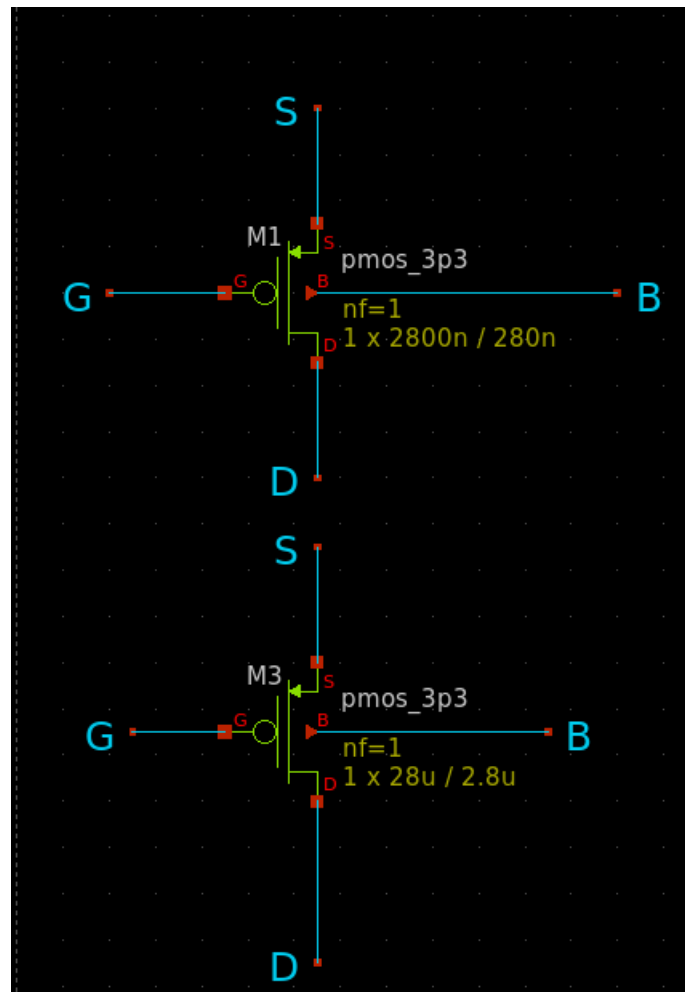 S
M1
S
pmos_3p3
G
G
B
B
nf=1
1 x 2800n / 280n
D
D
S
M3
S
pmos_3p3
G
G
B
B
nf=1
1 x 28u / 2.8u
D
D